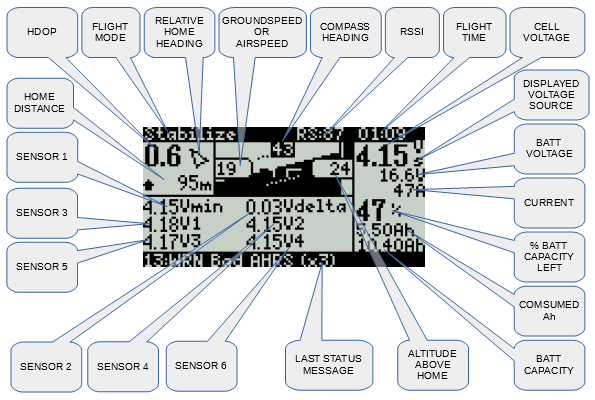 HDOP
FLIGHT
MODE
RELATIVE
HOME
HEADING
GROUNDSPEED
OR
AIRSPEED
COMPASS
HEADING
RSSI
FLIGHT
TIME
CELL
VOLTAGE
HOME
DISTANCE
DISPLAYED
VOLTAGE
SOURCE
SENSOR 1
BATT
VOLTAGE
SENSOR 3
CURRENT
SENSOR 5
% BATT
CAPACITY
LEFT
COMSUMED
Ah
Stabilize RS:87 01:09
0.6 43 4.15V
s
19 24 16.6V
95m 47A
4.15Vmin 0.03Vdelta 47%
4.18V1 4.15V2 5.50Ah
4.17V3 4.15V4 10.40Ah
13:WRN Bad AHRS (x3)
SENSOR 2
SENSOR 4
SENSOR 6
LAST STATUS
MESSAGE
ALTITUDE
ABOVE
HOME
BATT
CAPACITY